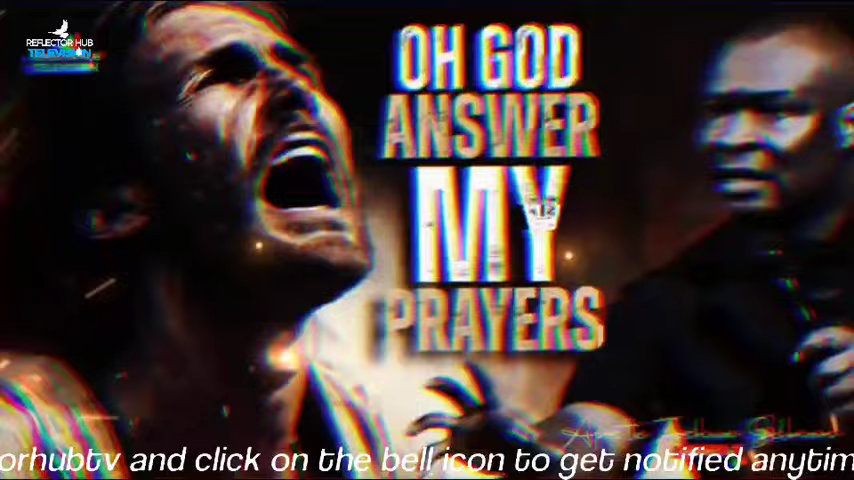 REFLECTOR HUB
TELEVISION
OH GOD
ANSWER
MY
PRAYERS
orhubtv and click on the bell icon to get notified anytim